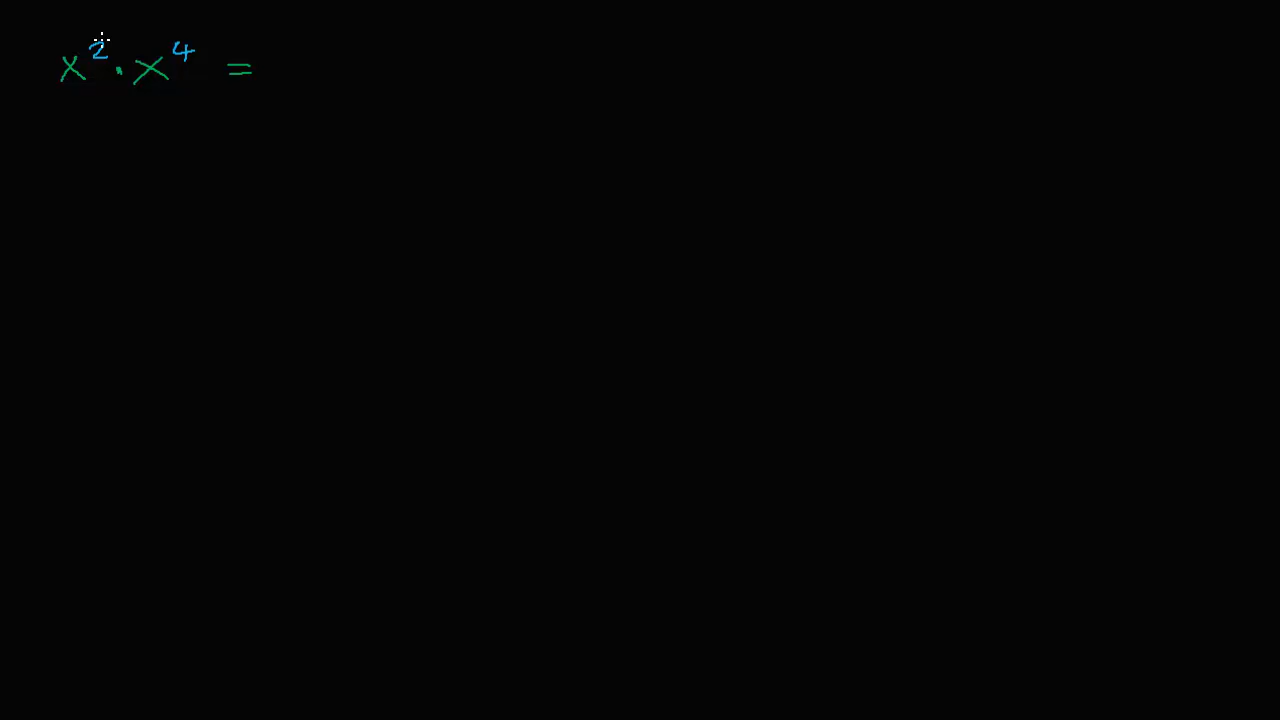 x² · x⁴ =